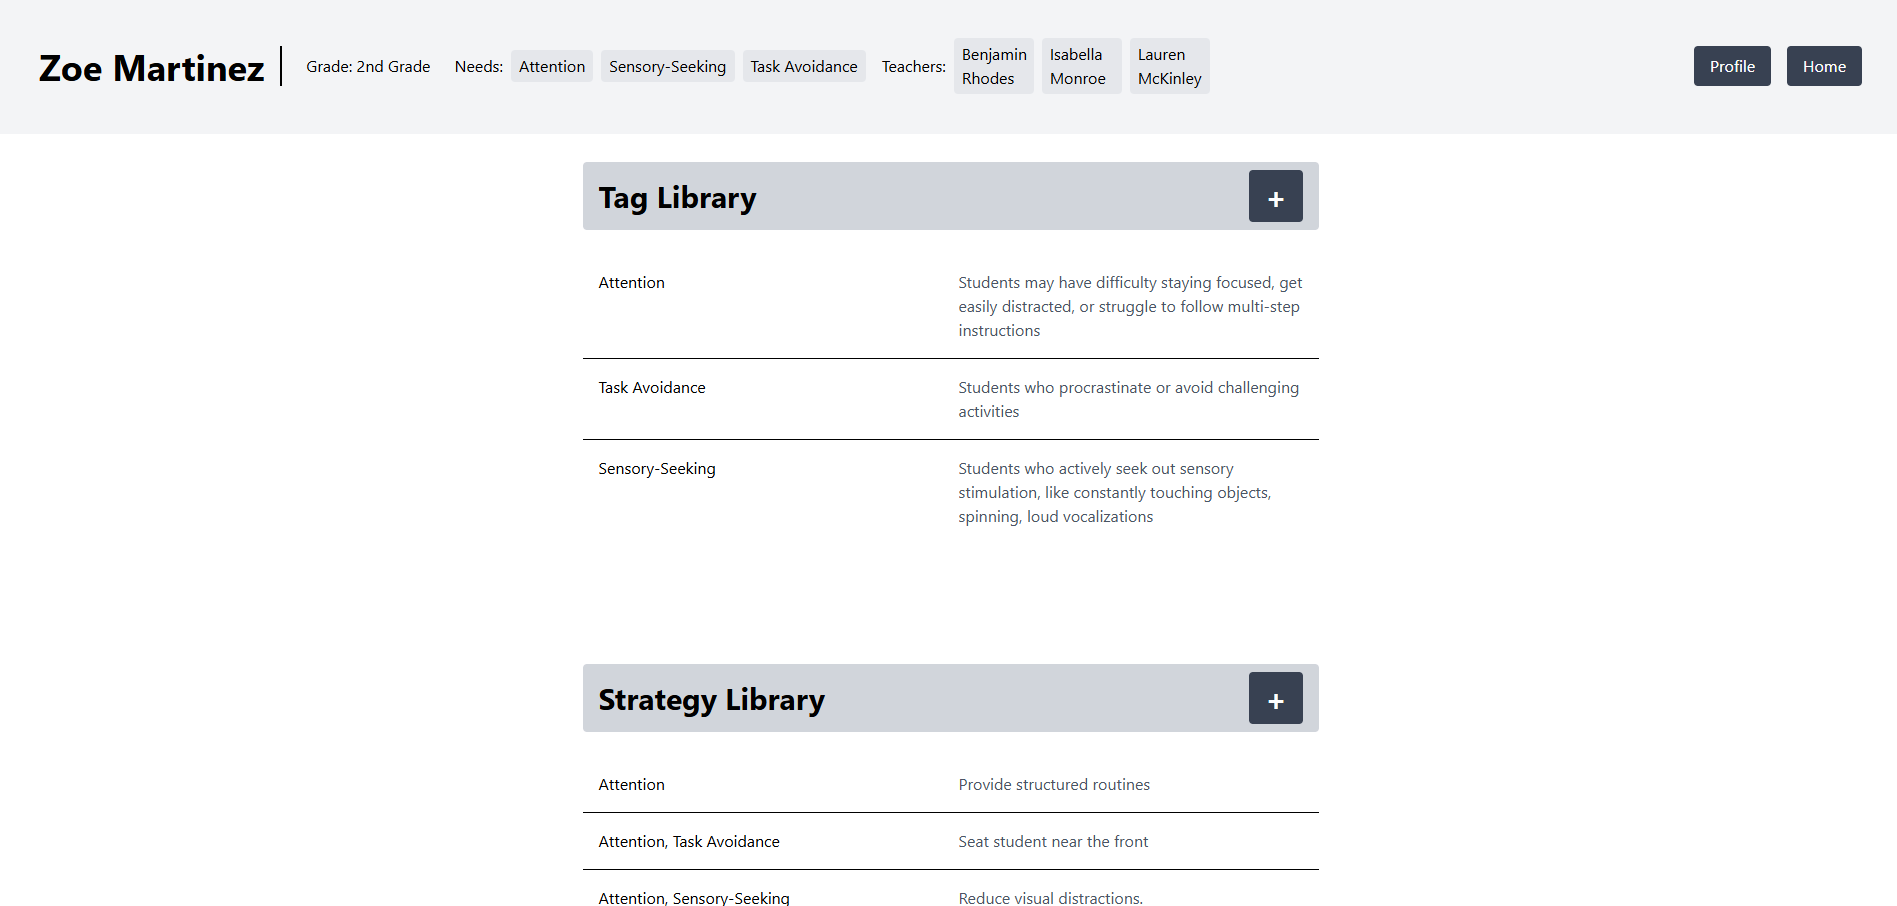 Zoe Martinez
Grade: 2nd Grade
Needs: Attention Sensory-Seeking Task Avoidance
Teachers:
Benjamin
Rhodes
Isabella
Monroe
Lauren
McKinley
Profile
Home
Tag Library
+
Attention
Students may have difficulty staying focused, get
easily distracted, or struggle to follow multi-step
instructions
Task Avoidance
Students who procrastinate or avoid challenging
activities
Sensory-Seeking
Students who actively seek out sensory
stimulation, like constantly touching objects,
spinning, loud vocalizations
Strategy Library
+
Attention
Provide structured routines
Attention, Task Avoidance
Seat student near the front
Attention, Sensory-Seeking
Reduce visual distractions.